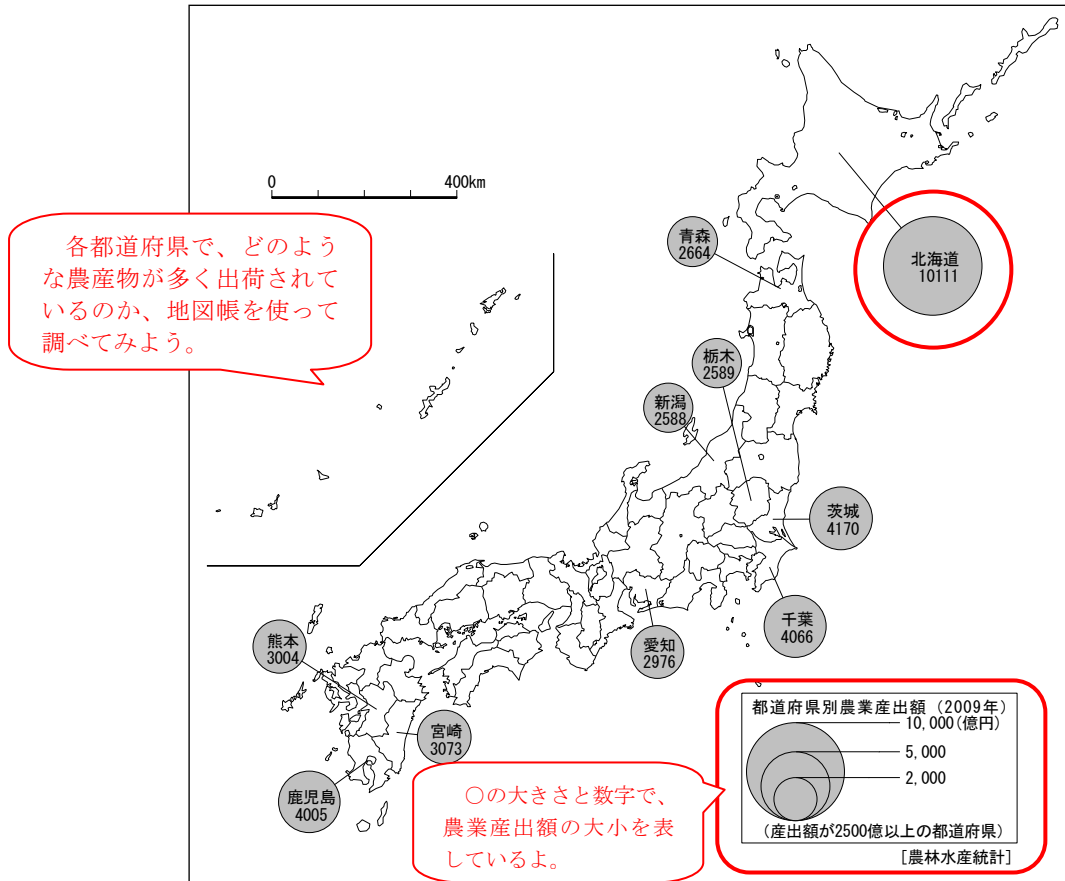 0 400km
各都道府県で、どのよう
な農産物が多く出荷されて
いるのか、地図帳を使って
調べてみよう。
青森
2664
北海道
10111
栃木
2589
新潟
2588
茨城
4170
千葉
4066
愛知
2976
熊本
3004
宮崎
3073
鹿児島
4005
○の大きさと数字で、
農業産出額の大小を表
しているよ。
都道府県別農業産出額 (2009年)
10,000(億円)
5,000
2,000
(産出額が2500億以上の都道府県)
[農林水産統計]